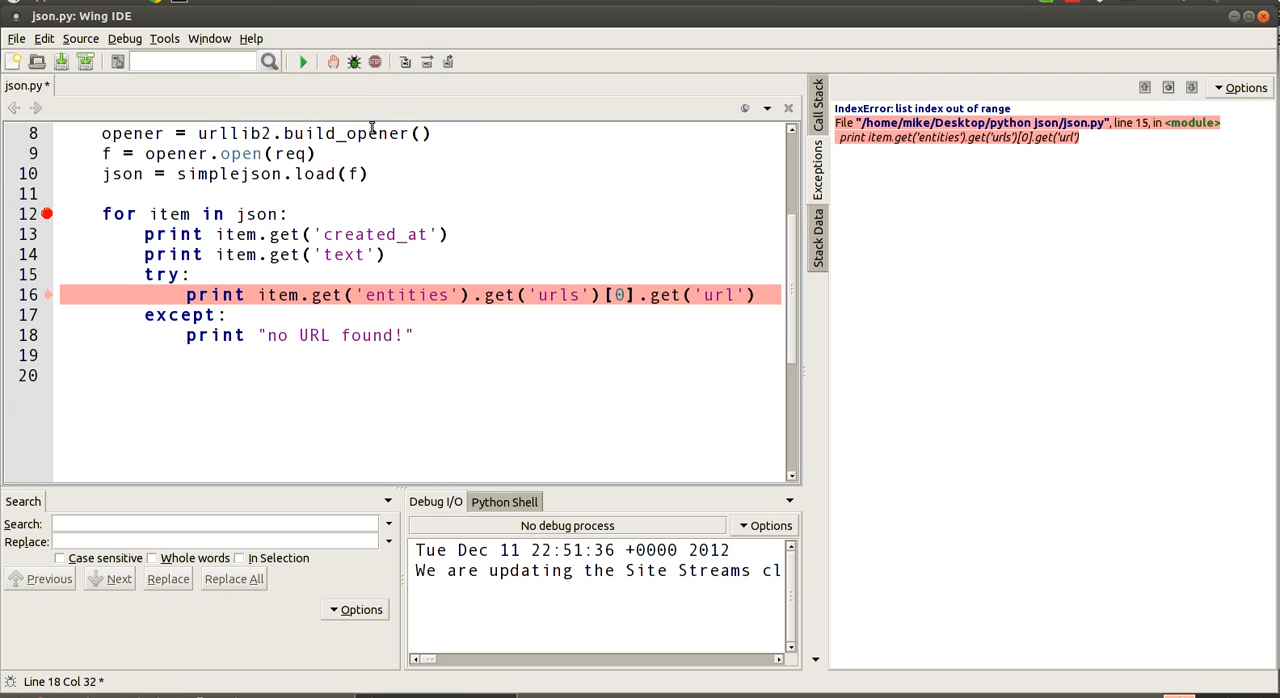 json.py: Wing IDE
File Edit Source Debug Tools Window Help
json.py *
8 opener = urllib2.build_opener()
9 f = opener.open(req)
10 json = simplejson.load(f)
11
12 for item in json:
13 print item.get('created_at')
14 print item.get('text')
15 try:
16 print item.get('entities').get('urls')[0].get('url')
17 except:
18 print "no URL found!"
19
20
Call Stack
Exceptions
Stack Data
Options
IndexError: list index out of range
File "/home/mike/Desktop/python json/json.py", line 15, in <module>
print item.get('entities').get('urls')[0].get('url')
Search
Search:
Replace:
Case sensitive Whole words In Selection
Previous Next Replace Replace All
Options
Debug I/O Python Shell
No debug process Options
Tue Dec 11 22:51:36 +0000 2012
We are updating the Site Streams cl
Line 18 Col 32 *